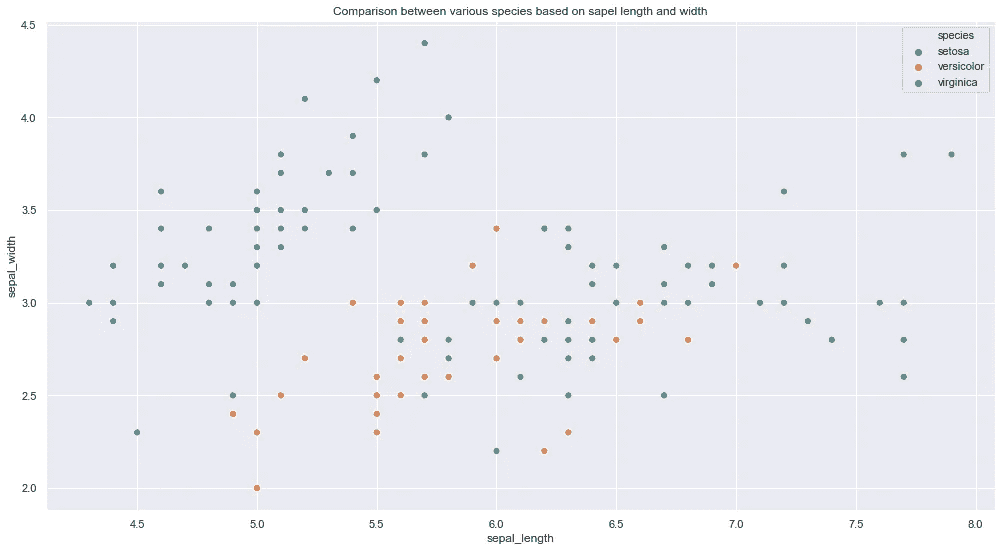 Comparison between various species based on sapel length and width
species
setosa
versicolor
virginica
4.5
4.0
3.5
3.0
2.5
2.0
sepal_width
4.5
5.0
5.5
6.0
6.5
7.0
7.5
8.0
sepal_length